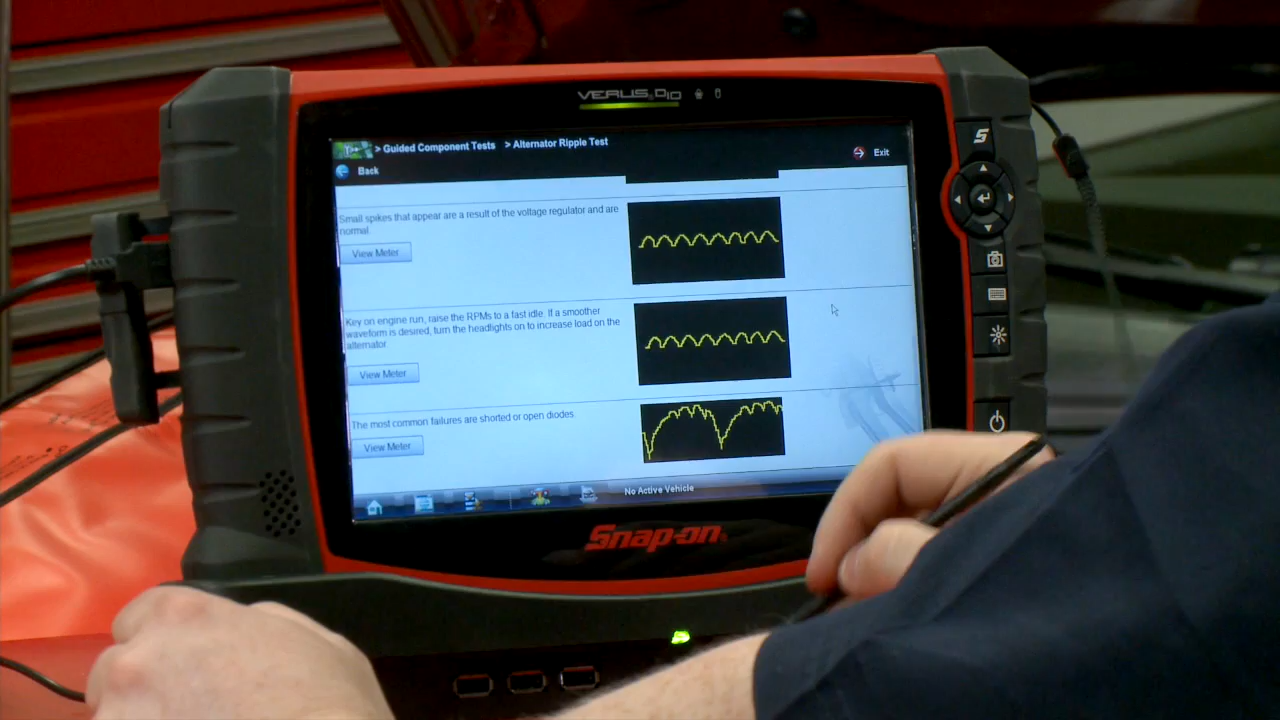 VERUS D10
> Guided Component Tests > Alternator Ripple Test
Back
Exit
Small spikes that appear are a result of the voltage regulator and are
normal.
View Meter
Key on engine run, raise the RPMs to a fast idle. If a smoother
waveform is desired, turn the headlights on to increase load on the
alternator.
View Meter
The most common failures are shorted or open diodes.
View Meter
No Active Vehicle
Snap-on
S